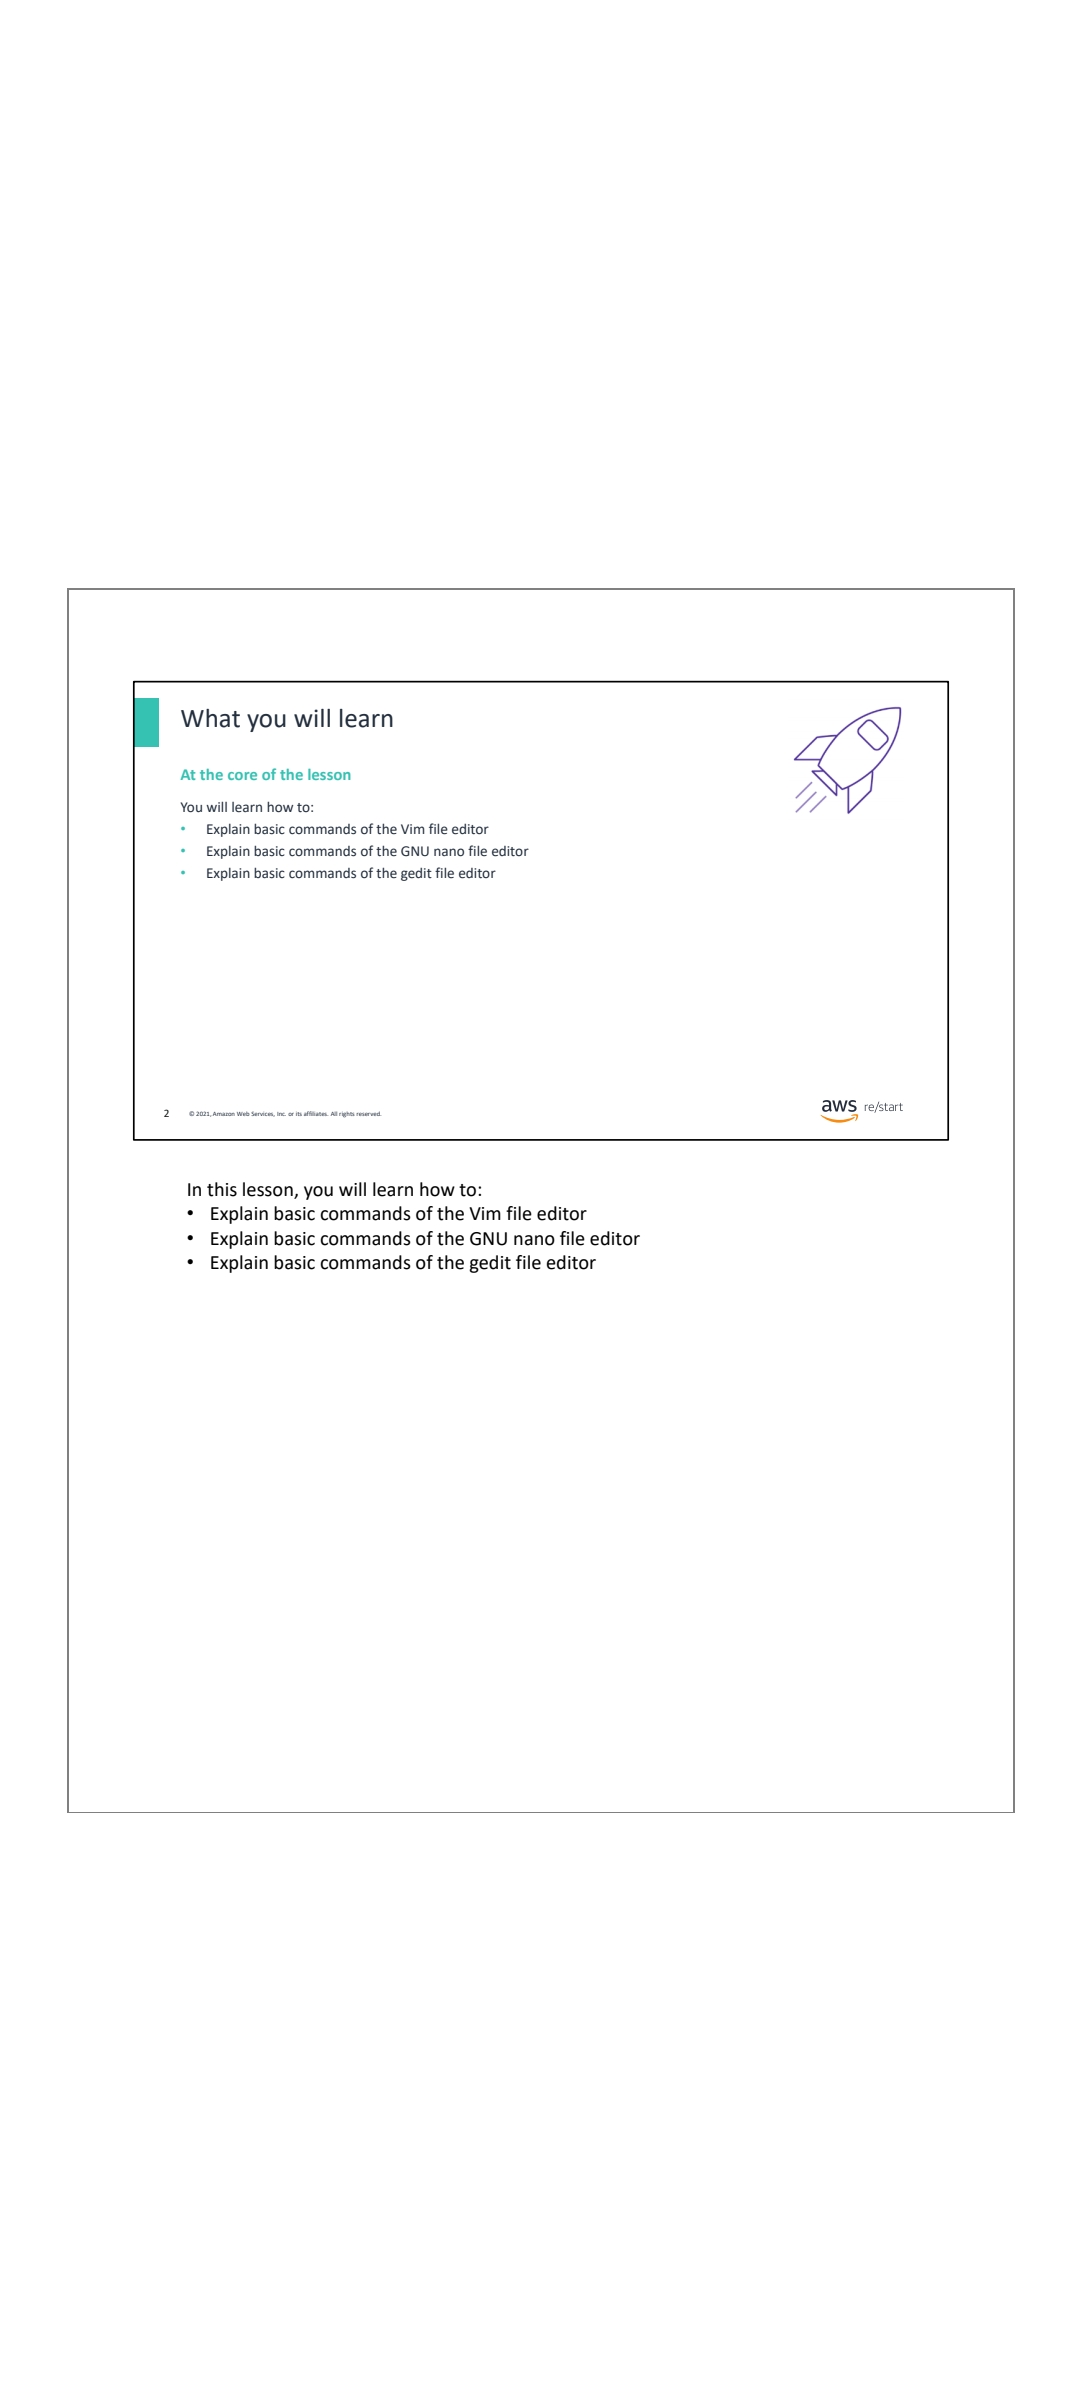 What you will learn
At the core of the lesson
You will learn how to:
• Explain basic commands of the Vim file editor
• Explain basic commands of the GNU nano file editor
• Explain basic commands of the gedit file editor
2 © 2021, Amazon Web Services, Inc. or its affiliates. All rights reserved.
aws re/start
In this lesson, you will learn how to:
• Explain basic commands of the Vim file editor
• Explain basic commands of the GNU nano file editor
• Explain basic commands of the gedit file editor